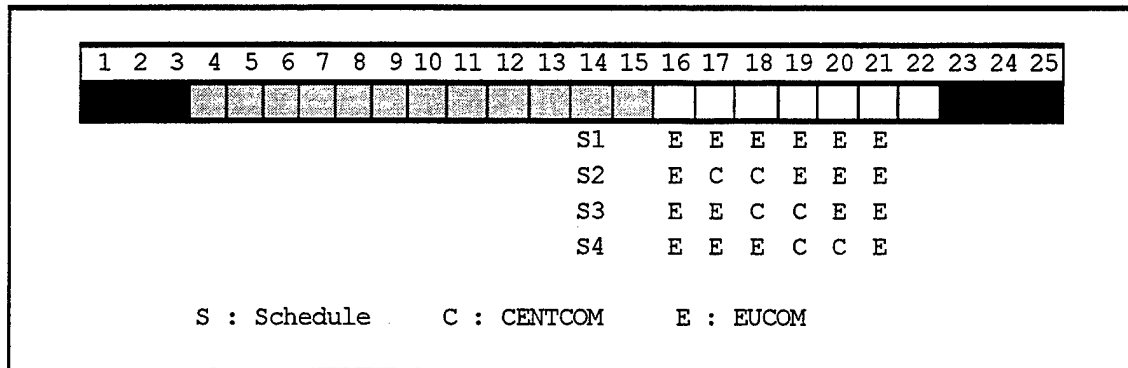 1 2 3 4 5 6 7 8 9 10 11 12 13 14 15 16 17 18 19 20 21 22 23 24 25
S1 E E E E E E
S2 E C C E E E
S3 E E C C E E
S4 E E E C C E
S : Schedule C : CENTCOM E : EUCOM